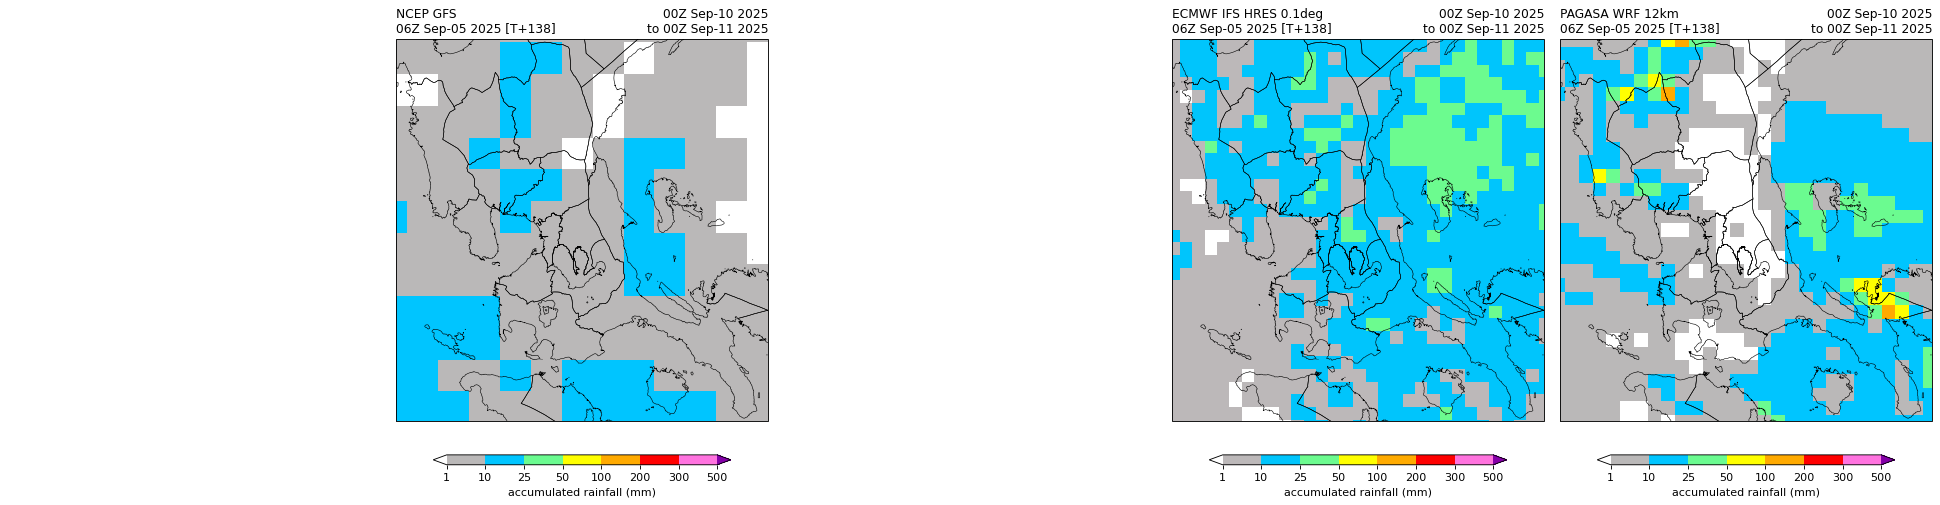 NCEP GFS 00Z Sep-10 2025
06Z Sep-05 2025 [T+138] to 00Z Sep-11 2025
1 10 25 50 100 200 300 500
accumulated rainfall (mm)
ECMWF IFS HRES 0.1deg 00Z Sep-10 2025
06Z Sep-05 2025 [T+138] to 00Z Sep-11 2025
1 10 25 50 100 200 300 500
accumulated rainfall (mm)
PAGASA WRF 12km 00Z Sep-10 2025
06Z Sep-05 2025 [T+138] to 00Z Sep-11 2025
1 10 25 50 100 200 300 500
accumulated rainfall (mm)